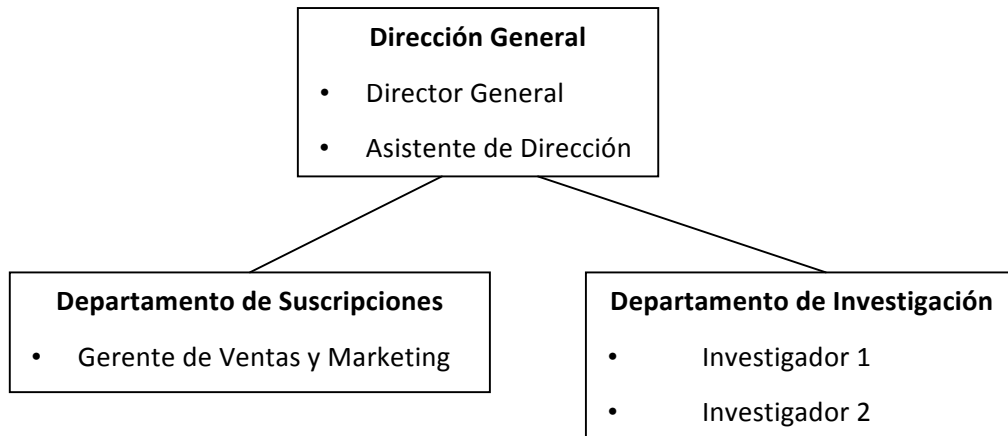 Dirección General
• Director General
• Asistente de Dirección
Departamento de Suscripciones
• Gerente de Ventas y Marketing
Departamento de Investigación
• Investigador 1
• Investigador 2